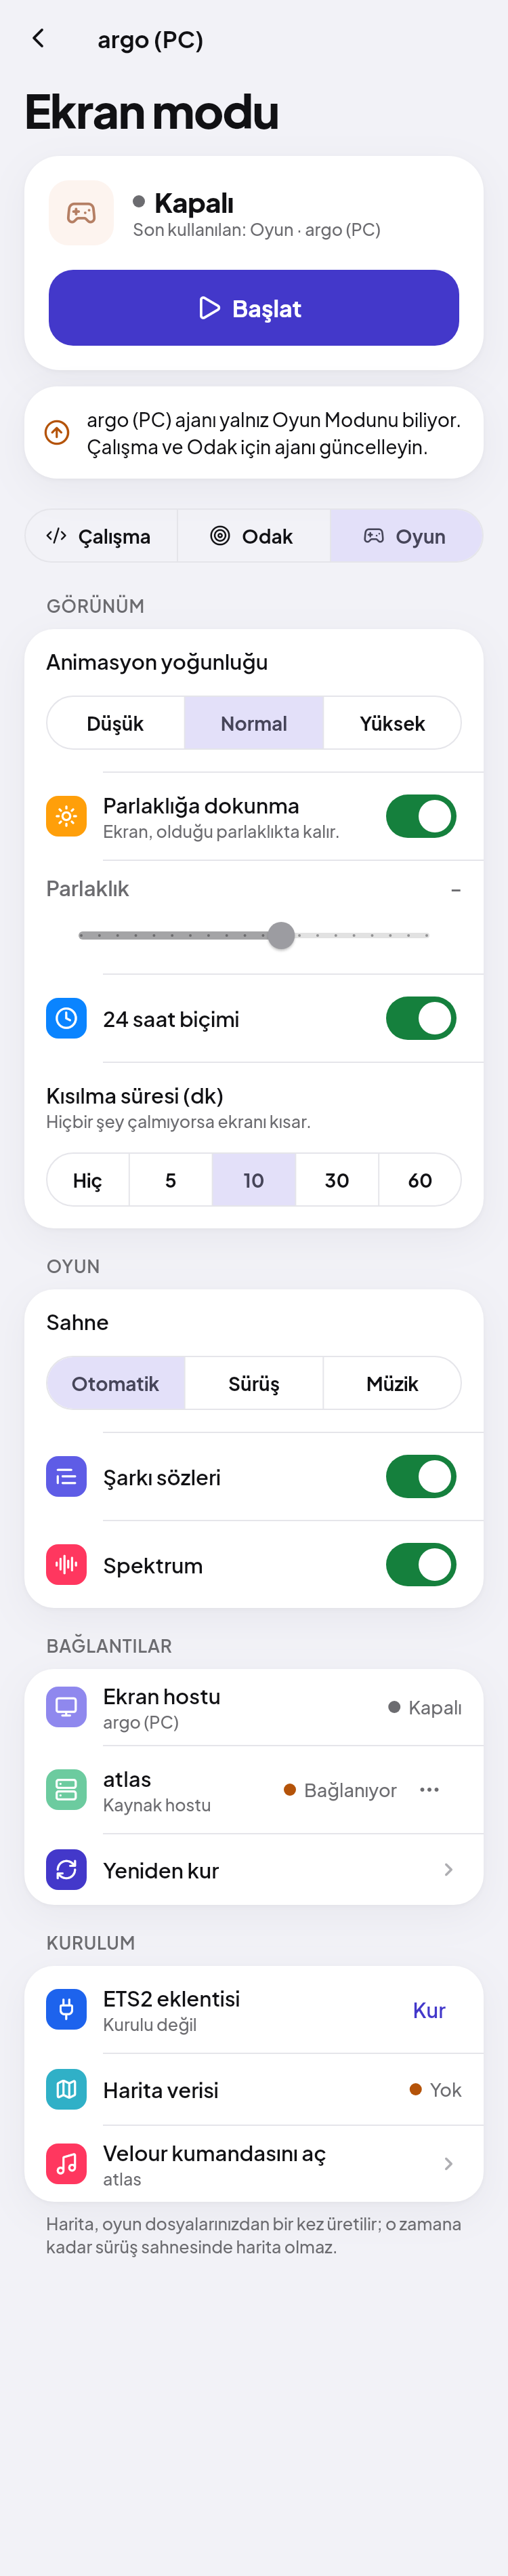 argo (PC)
Ekran modu
Kapalı
Son kullanılan: Oyun · argo (PC)
Başlat
argo (PC) ajanı yalnız Oyun Modunu biliyor.
Çalışma ve Odak için ajanı güncelleyin.
Çalışma Odak Oyun
GÖRÜNÜM
Animasyon yoğunluğu
Düşük Normal Yüksek
Parlaklığa dokunma
Ekran, olduğu parlaklıkta kalır.
Parlaklık –
24 saat biçimi
Kısılma süresi (dk)
Hiçbir şey çalmıyorsa ekranı kısar.
Hiç 5 10 30 60
OYUN
Sahne
Otomatik Sürüş Müzik
Şarkı sözleri
Spektrum
BAĞLANTILAR
Ekran hostu
argo (PC)
Kapalı
atlas
Kaynak hostu
Bağlanıyor
Yeniden kur
KURULUM
ETS2 eklentisi
Kurulu değil
Kur
Harita verisi Yok
Velour kumandasını aç
atlas
Harita, oyun dosyalarınızdan bir kez üretilir; o zamana
kadar sürüş sahnesinde harita olmaz.